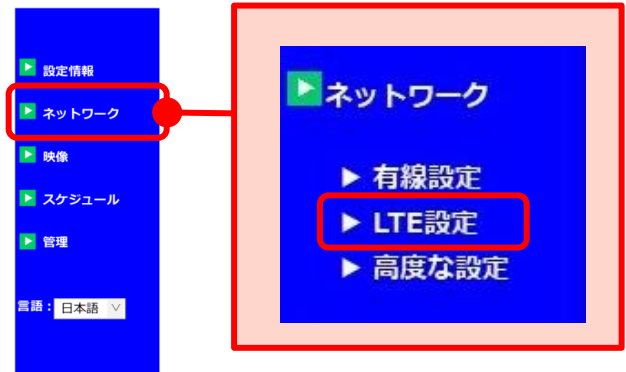 設定情報
ネットワーク
映像
スケジュール
管理
言語：日本語
ネットワーク
有線設定
LTE設定
高度な設定